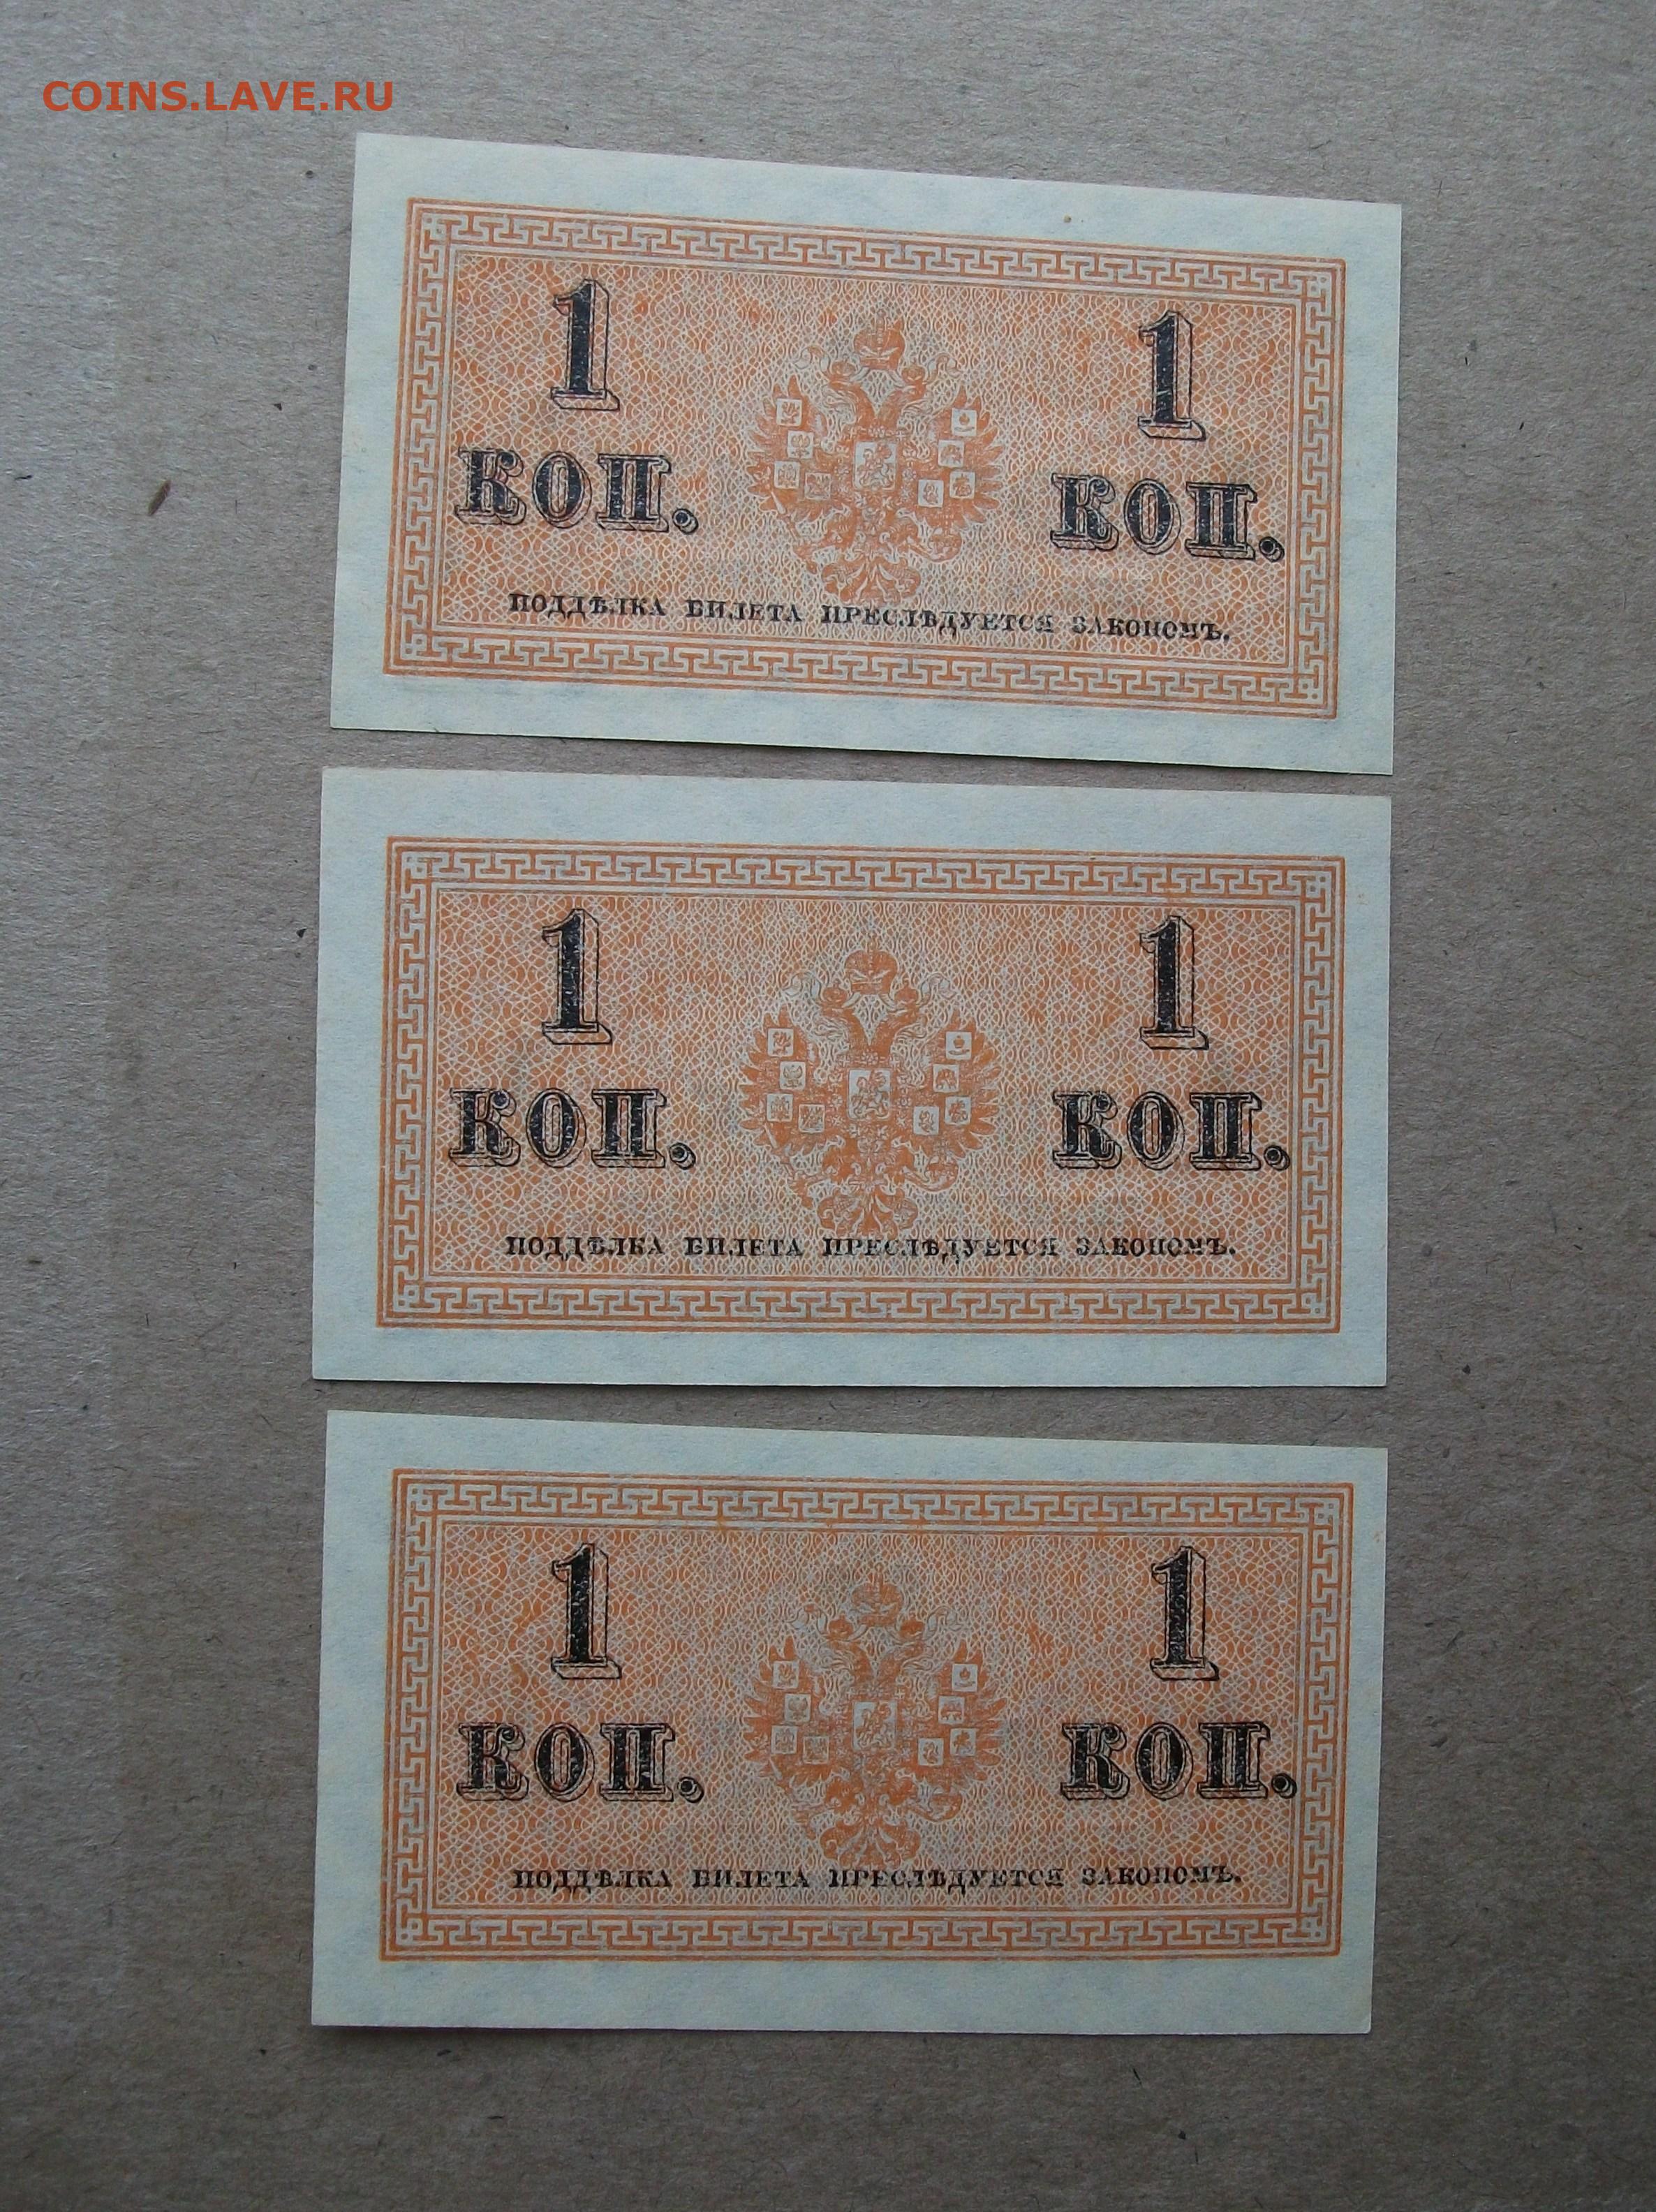 COINS.LAVE.RU
1 1
КОП. КОП.
ПОДДѢЛКА БИЛЕТА ПРЕСЛѢДУЕТСЯ ЗАКОНОМЪ.
1 1
КОП. КОП.
ПОДДѢЛКА БИЛЕТА ПРЕСЛѢДУЕТСЯ ЗАКОНОМЪ.
1 1
КОП. КОП.
ПОДДѢЛКА БИЛЕТА ПРЕСЛѢДУЕТСЯ ЗАКОНОМЪ.